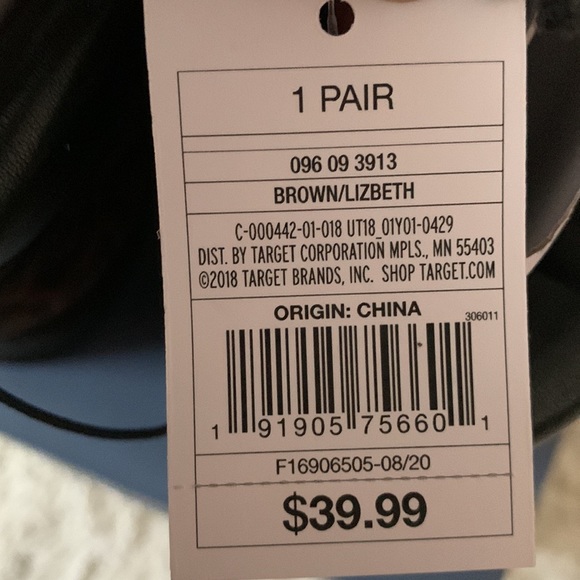 1 PAIR
096 09 3913
BROWN/LIZBETH
C-000442-01-018 UT18_01Y01-0429
DIST. BY TARGET CORPORATION MPLS., MN 55403
©2018 TARGET BRANDS, INC. SHOP TARGET.COM
ORIGIN: CHINA
306011
1 91905 75660 1
F16906505-08/20
$39.99